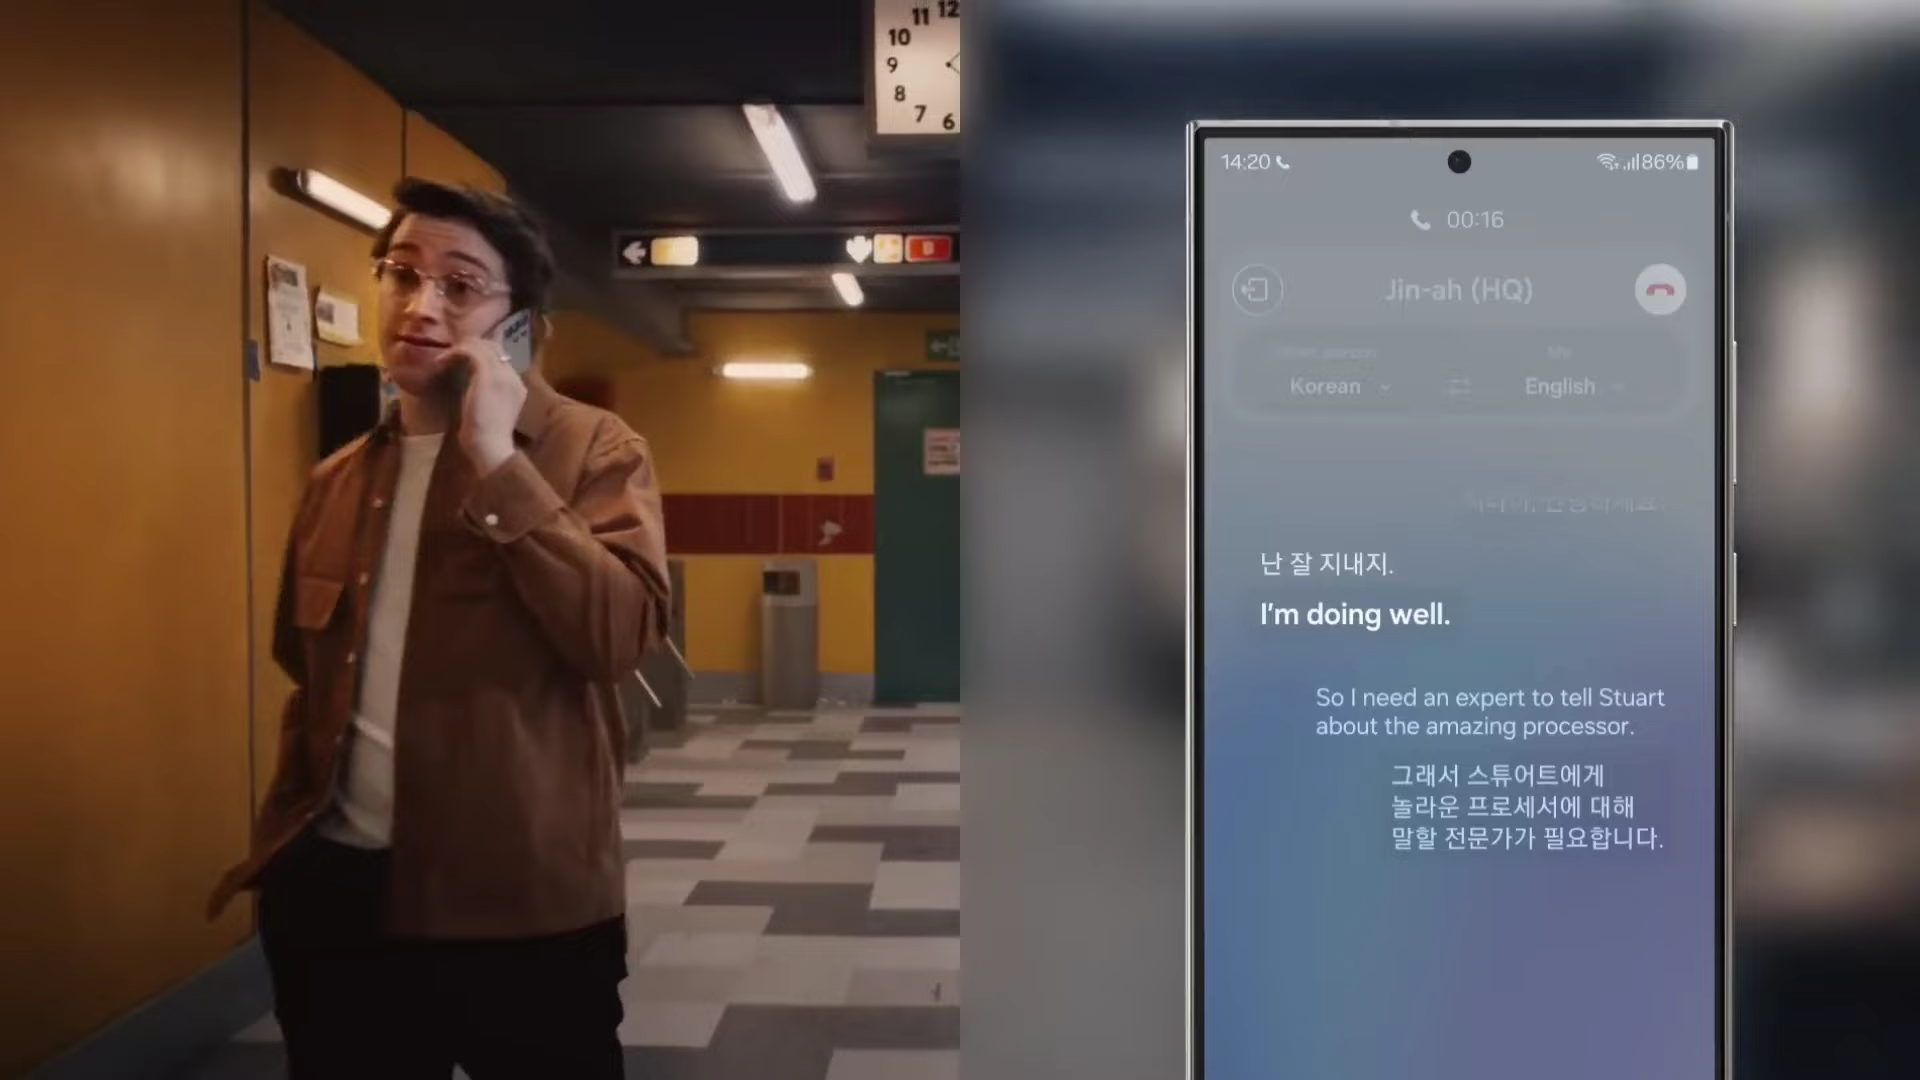 11 12
10
9
8
7
6
B
14:20
86%
00:16
Jin-ah (HQ)
Other person
Me
Korean
English
난 잘 지내지.
I'm doing well.
So I need an expert to tell Stuart
about the amazing processor.
그래서 스튜어트에게
놀라운 프로세서에 대해
말할 전문가가 필요합니다.